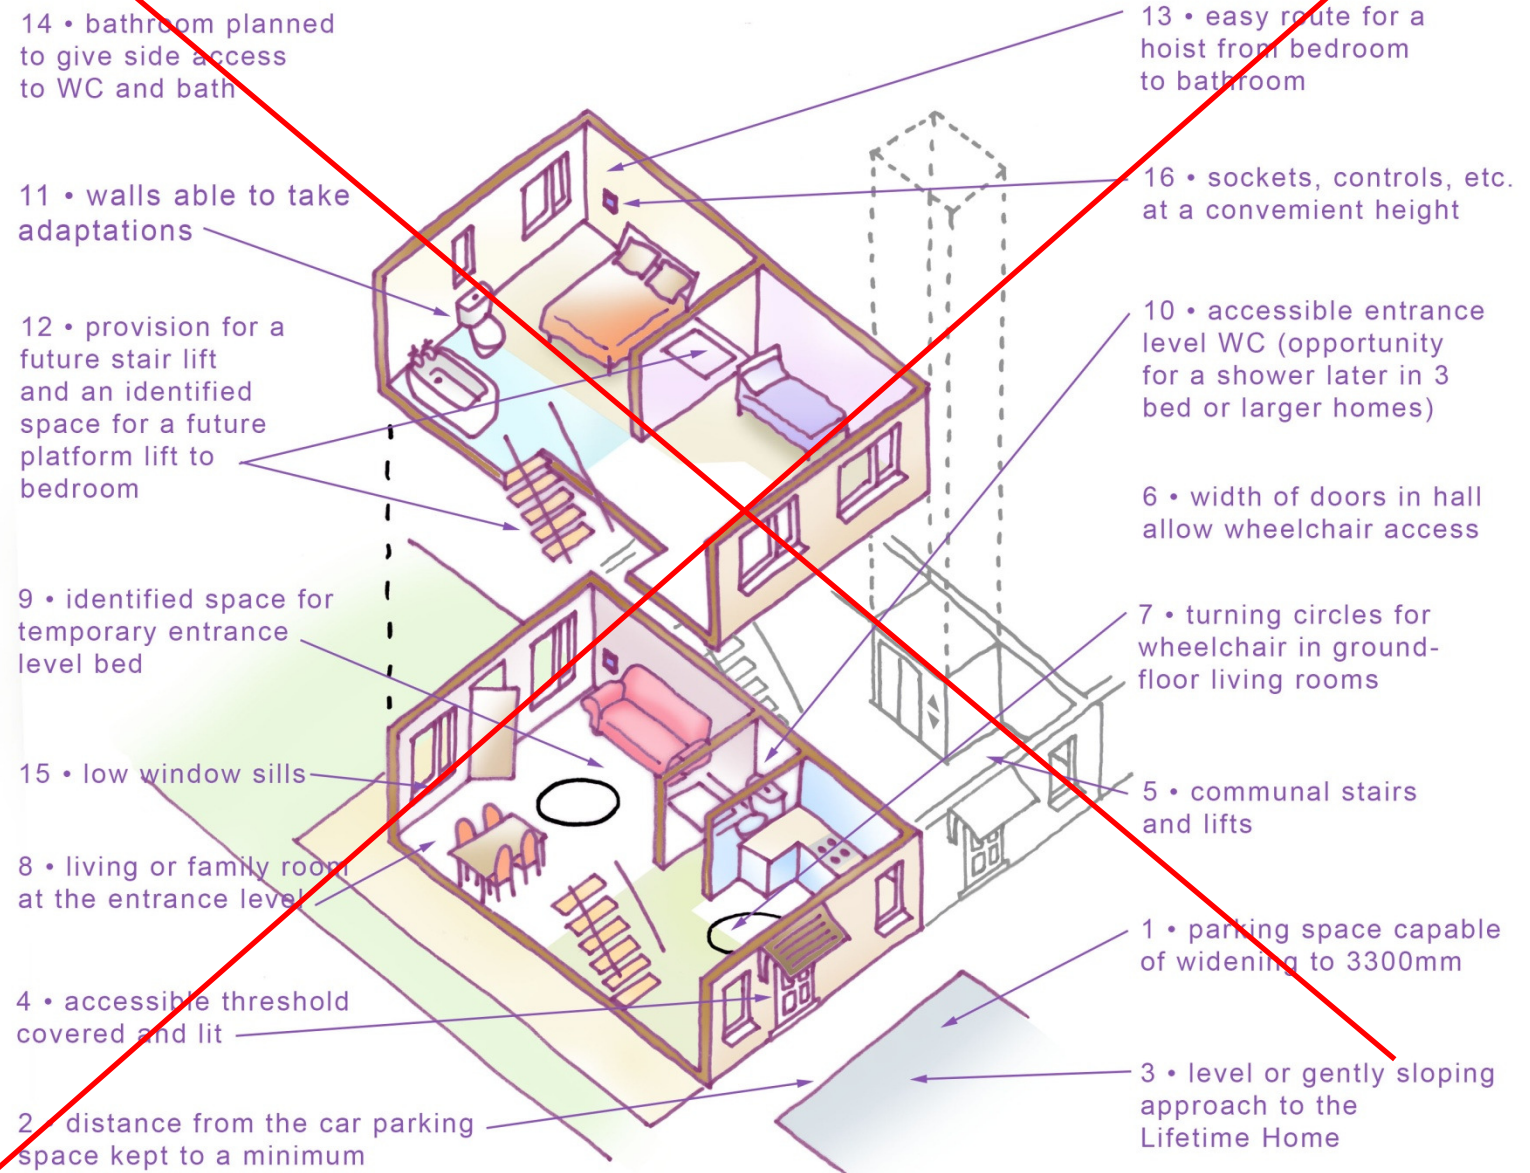 14 • bathroom planned
to give side access
to WC and bath
13 • easy route for a
hoist from bedroom
to bathroom
11 • walls able to take
adaptations
16 • sockets, controls, etc.
at a convemient height
12 • provision for a
future stair lift
and an identified
space for a future
platform lift to
bedroom
10 • accessible entrance
level WC (opportunity
for a shower later in 3
bed or larger homes)
6 • width of doors in hall
allow wheelchair access
9 • identified space for
temporary entrance
level bed
7 • turning circles for
wheelchair in ground-
floor living rooms
15 • low window sills
5 • communal stairs
and lifts
8 • living or family room
at the entrance level
1 • parking space capable
of widening to 3300mm
4 • accessible threshold
covered and lit
3 • level or gently sloping
approach to the
Lifetime Home
2 • distance from the car parking
space kept to a minimum